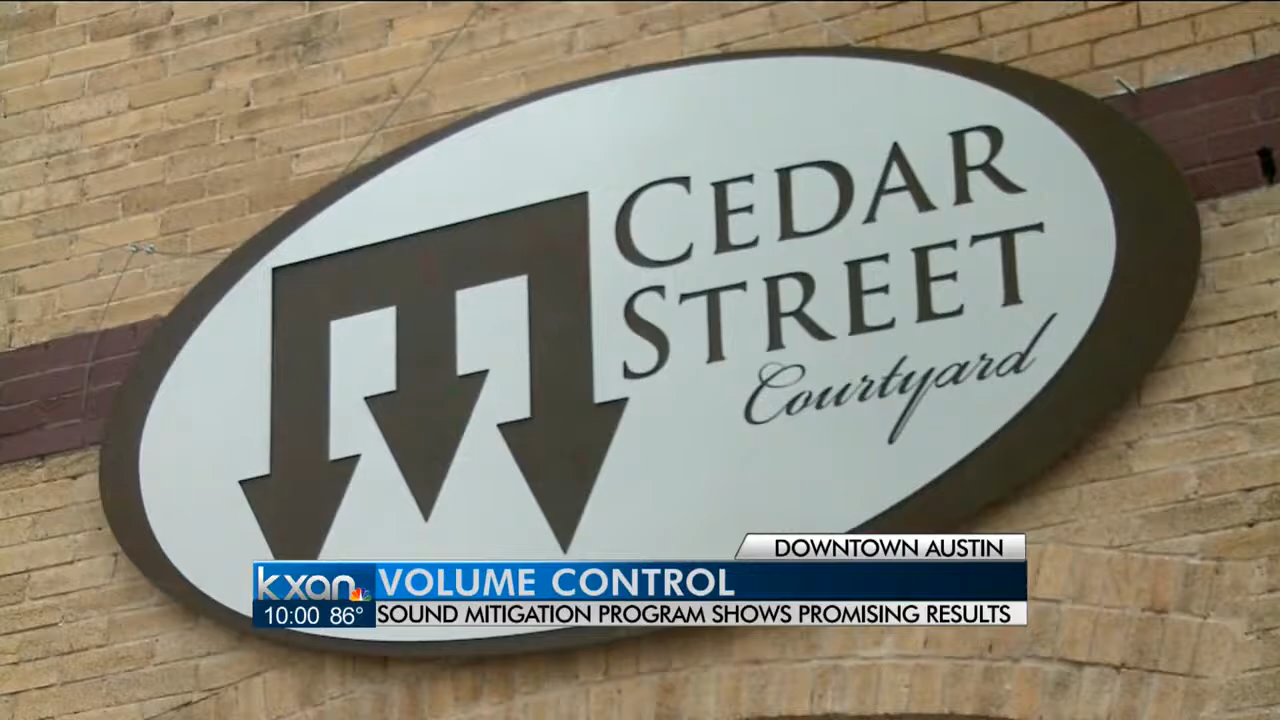 CEDAR
STREET
Courtyard
DOWNTOWN AUSTIN
kxan VOLUME CONTROL
10:00 86° SOUND MITIGATION PROGRAM SHOWS PROMISING RESULTS